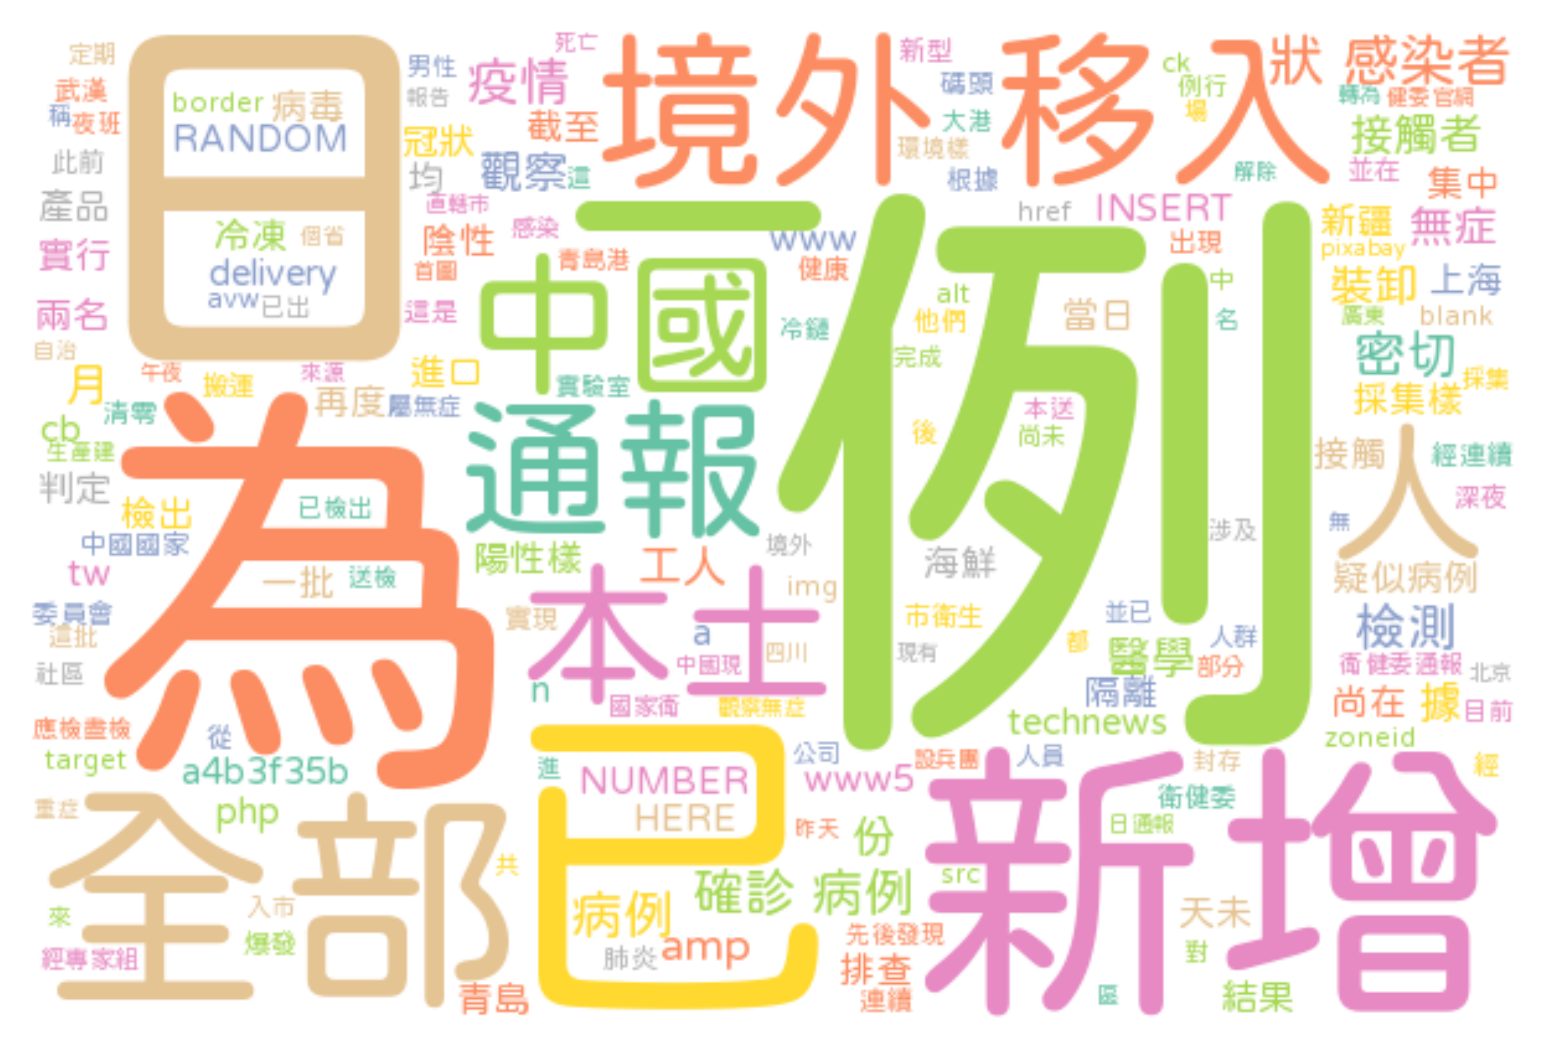 定期
日
男性
疫情
死亡
境外移入
新型
狀
感染者
武漢
border
病毒
報告
碼頭
ck
例行
轉為
健委官網
稱
夜班
RANDOM
冠狀
截至
大港
場
接觸者
此前
均
觀察
這
環境樣
根據
解除
並在
集中
產品
直轄市
一例
href
INSERT
新疆
無症
冷凍
個省
陰性
感染
www
出現
pixabay
實行
delivery
首圖
青島港
健康
中
裝卸
上海
avw
已出
這是
中國
alt
他們
當日
名
廣東
blank
兩名
冷鏈
自治
午夜
來源
進口
實驗室
完成
密切
月
搬運
再度
屬無症
本送
採集樣
採集
清零
為
通報
後
尚未
人
cb
生產建
接觸
經連續
判定
檢出
已檢出
深夜
中國國家
陽性樣
工人
境外
海鮮
涉及
無
tw
一批
送檢
本土
img
疑似病例
委員會
這批
實現
a
市衛生
並已
檢測
社區
中國現
四川
現有
都
醫學
人群
部分
衛健委通報
北京
n
國家衛
觀察無症
隔離
尚在
據
目前
應檢盡檢
從
technews
zoneid
target
a4b3f35b
已
進
公司
設兵團
人員
封存
經
重症
php
NUMBER
www5
新增
衛健委
全部
HERE
昨天
份
日通報
共
確診
病例
src
來
入市
病例
天未
經專家組
爆發
肺炎
amp
先後發現
對
青島
排查
連續
區
結果